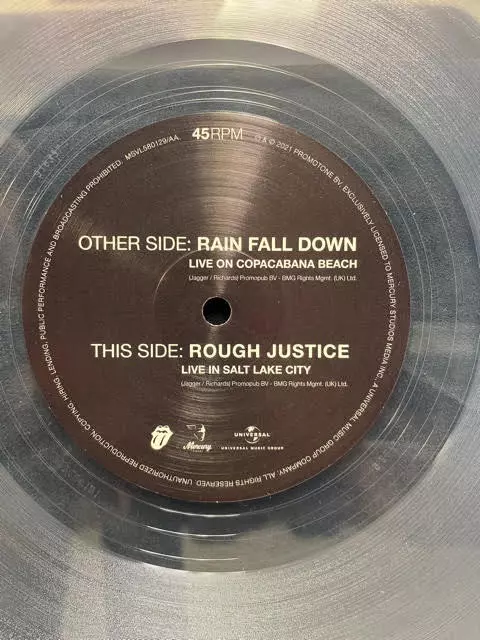 45RPM
MSVL580129/AA.
℗ & © 2021 PROMOTONE BV, EXCLUSIVELY LICENSED TO MERCURY STUDIOS MEDIA INC., A UNIVERSAL MUSIC GROUP COMPANY. ALL RIGHTS RESERVED. UNAUTHORIZED REPRODUCTION, COPYING, HIRING, LENDING, PUBLIC PERFORMANCE AND BROADCASTING PROHIBITED.
OTHER SIDE: RAIN FALL DOWN
LIVE ON COPACABANA BEACH
(Jagger / Richards) Promopub BV - BMG Rights Mgmt. (UK) Ltd.
THIS SIDE: ROUGH JUSTICE
LIVE IN SALT LAKE CITY
(Jagger / Richards) Promopub BV - BMG Rights Mgmt. (UK) Ltd.
Mercury
UNIVERSAL
UNIVERSAL MUSIC GROUP